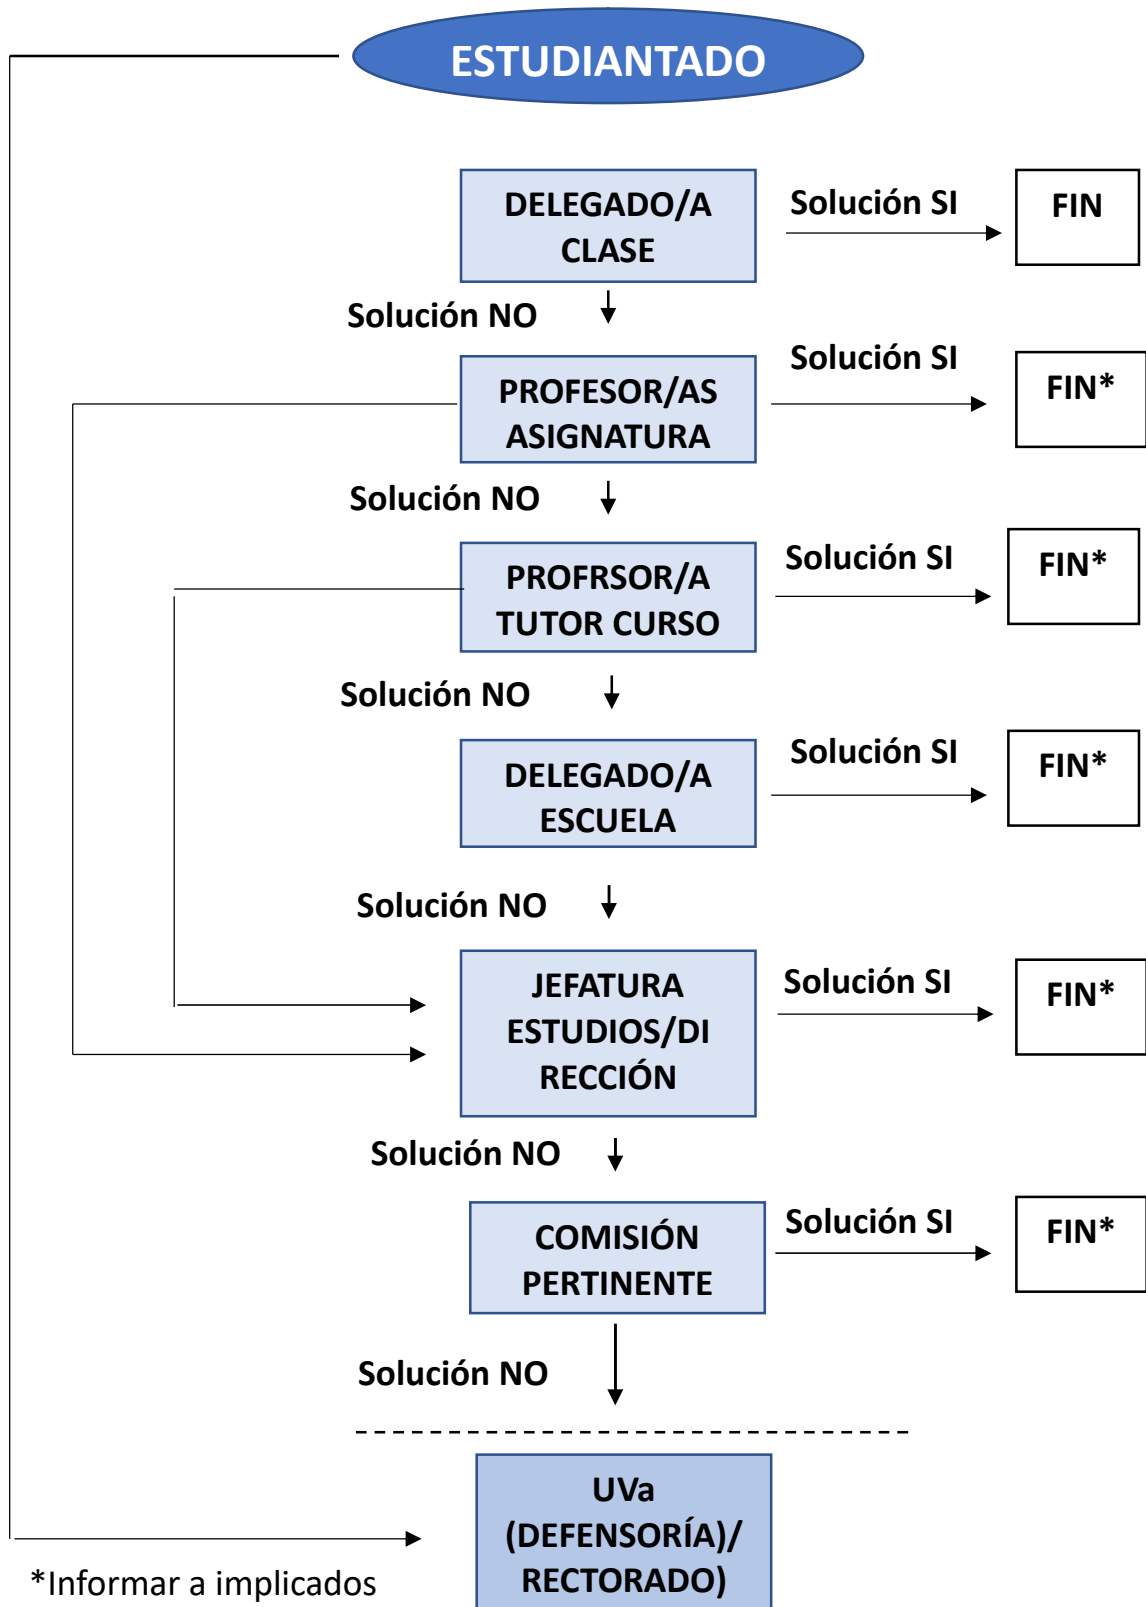 ESTUDIANTADO
DELEGADO/A
CLASE
Solución SI
FIN
Solución NO
PROFESOR/AS
ASIGNATURA
Solución SI
FIN*
Solución NO
PROFRSOR/A
TUTOR CURSO
Solución SI
FIN*
Solución NO
DELEGADO/A
ESCUELA
Solución SI
FIN*
Solución NO
JEFATURA
ESTUDIOS/DI
RECCIÓN
Solución SI
FIN*
Solución NO
COMISIÓN
PERTINENTE
Solución SI
FIN*
Solución NO
UVa
(DEFENSORÍA)/
RECTORADO)
*Informar a implicados